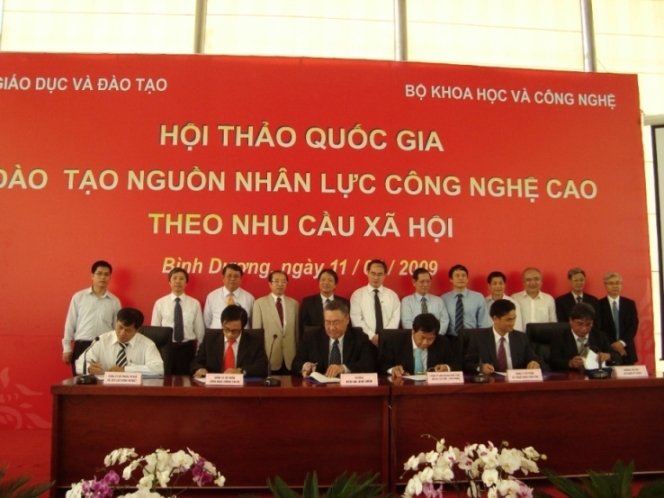 GIÁO DỤC VÀ ĐÀO TẠO
BỘ KHOA HỌC VÀ CÔNG NGHỆ
HỘI THẢO QUỐC GIA
ĐÀO TẠO NGUỒN NHÂN LỰC CÔNG NGHỆ CAO
THEO NHU CẦU XÃ HỘI
Bình Dương, ngày 11 / / 2009